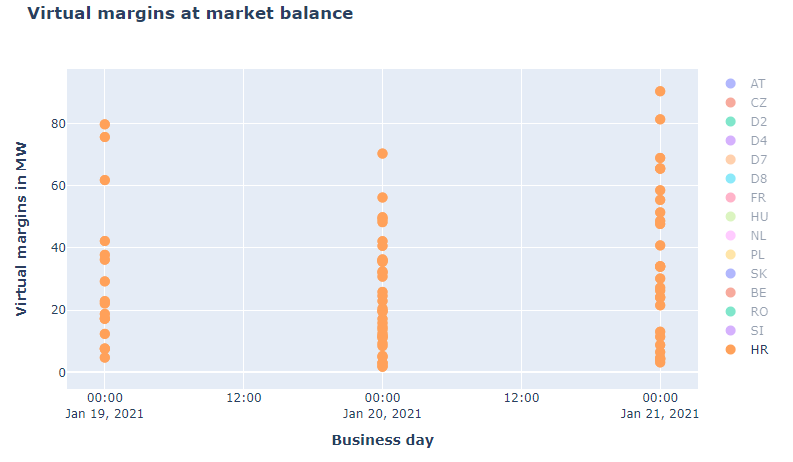 Virtual margins at market balance
Virtual margins in MW
80
60
40
20
0
00:00
Jan 19, 2021
12:00
00:00
Jan 20, 2021
12:00
00:00
Jan 21, 2021
Business day
AT
CZ
D2
D4
D7
D8
FR
HU
NL
PL
SK
BE
RO
SI
HR